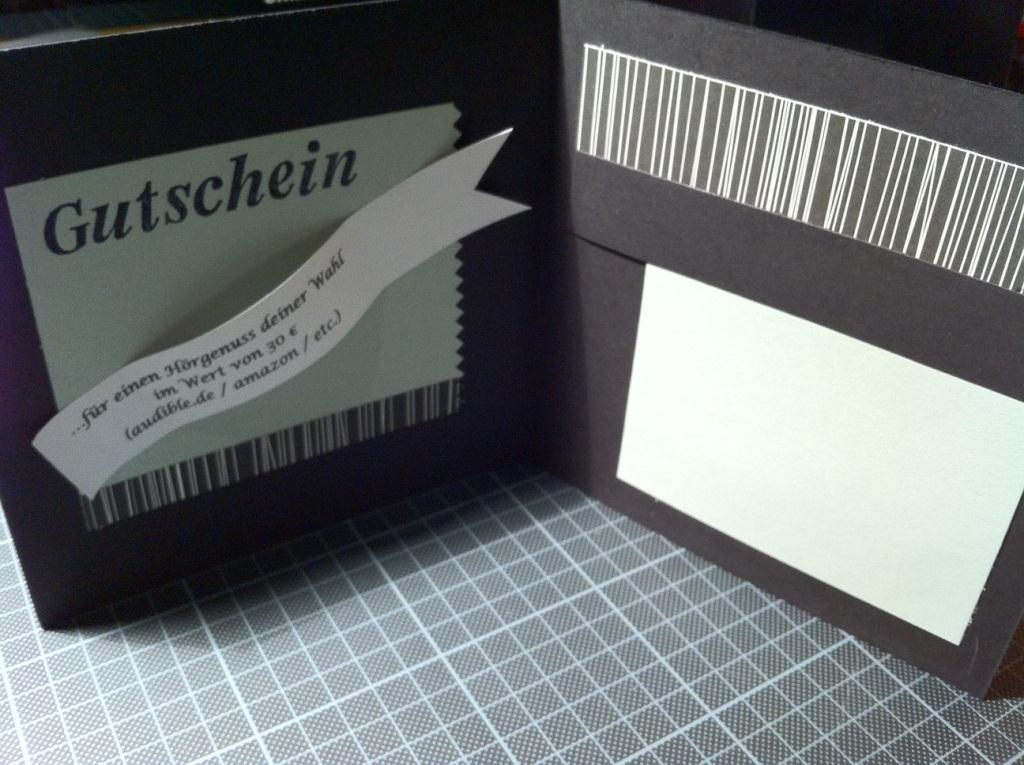 Gutschein
...für einen Hörgenuss deiner Wahl
im Wert von 30 €
(audible.de / amazon / etc.)